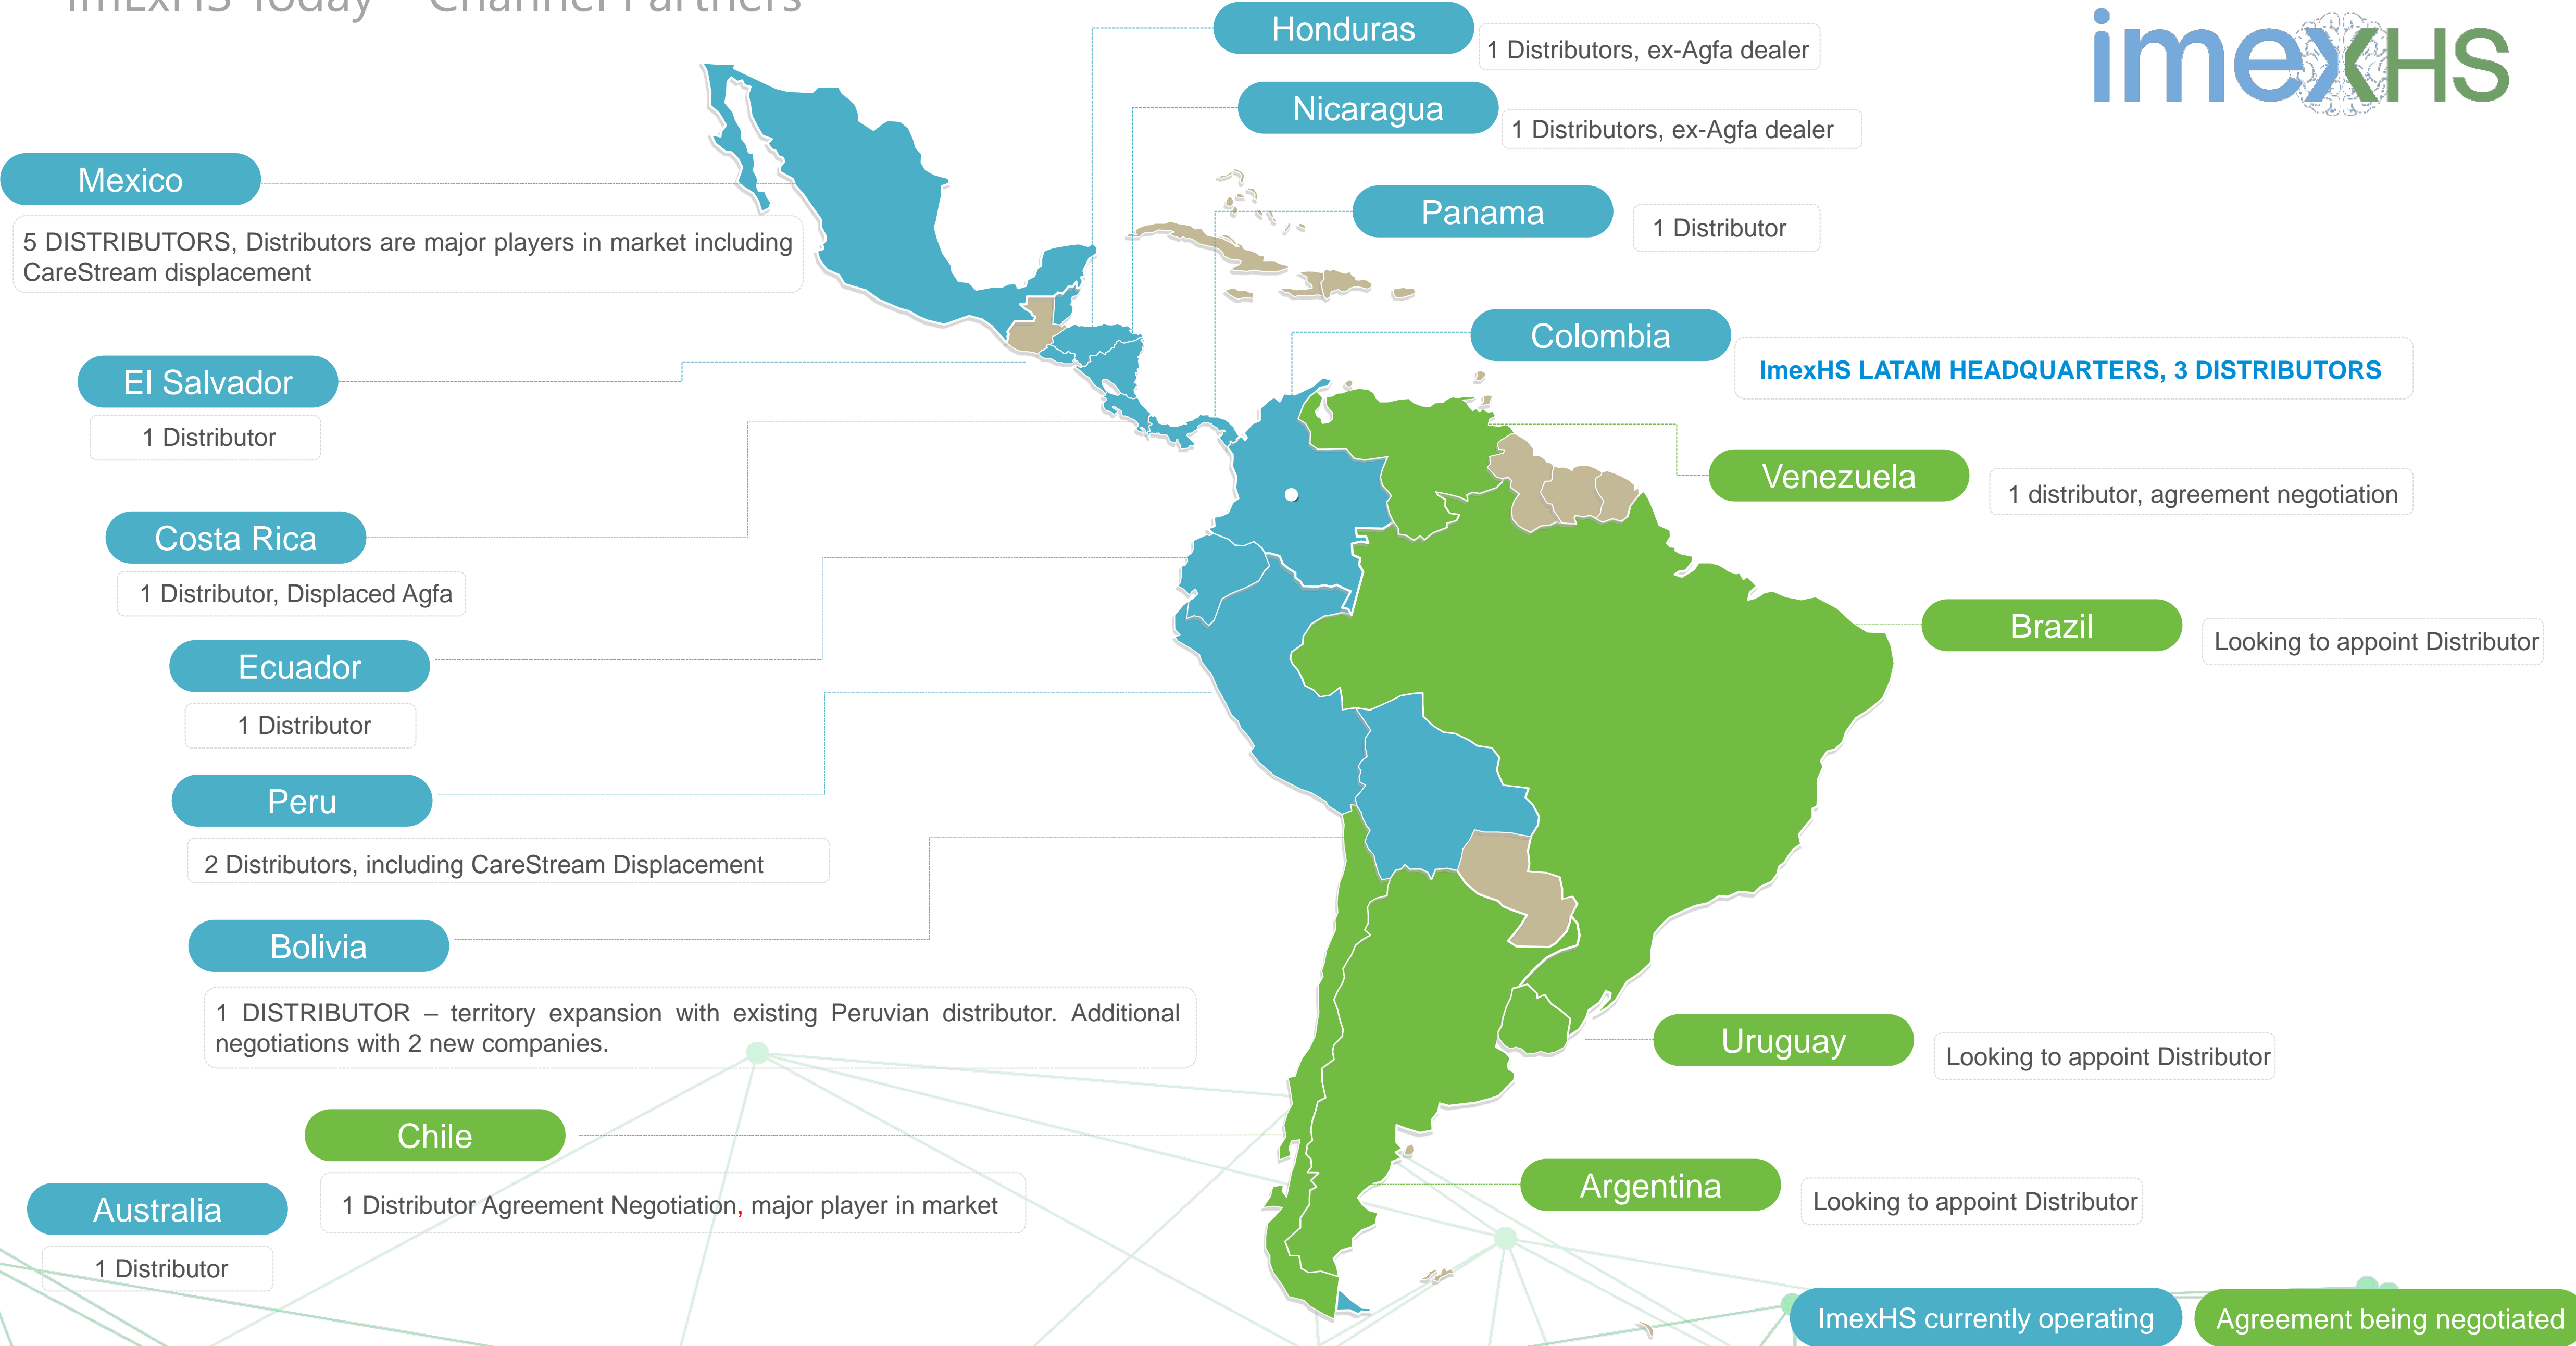 ImExHS Today – Channel Partners
imexHS
Honduras
1 Distributors, ex-Agfa dealer
Nicaragua
1 Distributors, ex-Agfa dealer
Mexico
5 DISTRIBUTORS, Distributors are major players in market including
CareStream displacement
Panama
1 Distributor
Colombia
ImexHS LATAM HEADQUARTERS, 3 DISTRIBUTORS
El Salvador
1 Distributor
Venezuela
1 distributor, agreement negotiation
Costa Rica
1 Distributor, Displaced Agfa
Brazil
Looking to appoint Distributor
Ecuador
1 Distributor
Peru
2 Distributors, including CareStream Displacement
Bolivia
1 DISTRIBUTOR – territory expansion with existing Peruvian distributor. Additional
negotiations with 2 new companies.
Uruguay
Looking to appoint Distributor
Chile
1 Distributor Agreement Negotiation, major player in market
Argentina
Looking to appoint Distributor
Australia
1 Distributor
ImexHS currently operating
Agreement being negotiated